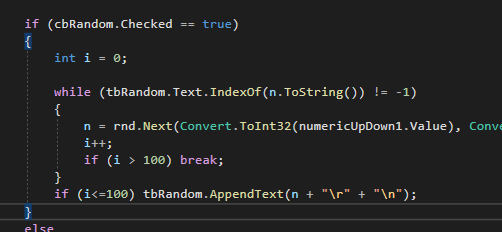 if (cbRandom.Checked == true)
{
int i = 0;
while (tbRandom.Text.IndexOf(n.ToString()) != -1)
{
n = rnd.Next(Convert.ToInt32(numericUpDown1.Value), Conve
i++;
if (i > 100) break;
}
if (i<=100) tbRandom.AppendText(n + "\r" + "\n");
}
else